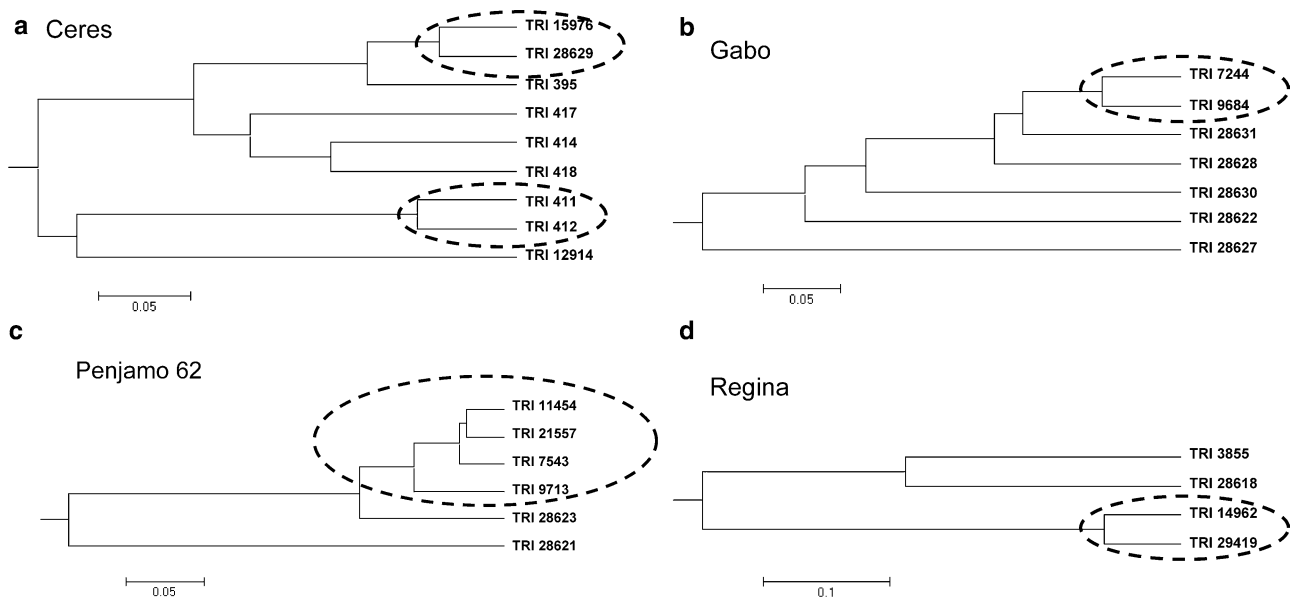 a Ceres
TRI 15976
TRI 28629
TRI 395
TRI 417
TRI 414
TRI 418
TRI 411
TRI 412
TRI 12914
0.05
b Gabo
TRI 7244
TRI 9684
TRI 28631
TRI 28628
TRI 28630
TRI 28622
TRI 28627
0.05
c
Penjamo 62
TRI 11454
TRI 21557
TRI 7543
TRI 9713
TRI 28623
TRI 28621
0.05
d
Regina
TRI 3855
TRI 28618
TRI 14962
TRI 29419
0.1